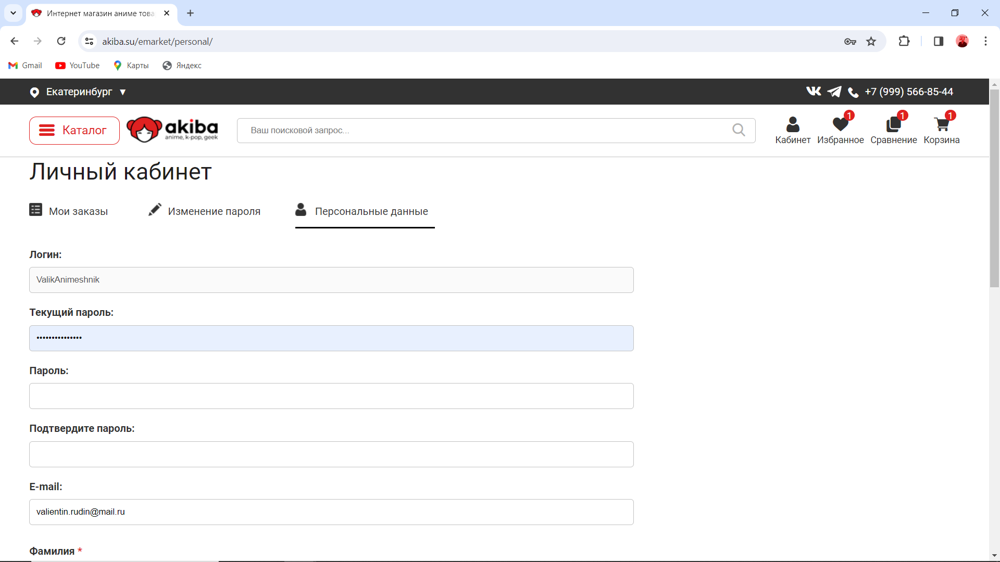 Интернет магазин аниме това
akiba.su/emarket/personal/
Gmail
YouTube
Карты
Яндекс
Екатеринбург ▼
+7 (999) 566-85-44
Каталог
akiba
anime, k-pop, geek
Ваш поисковой запрос...
Кабинет
1
Избранное
1
Сравнение
1
Корзина
Личный кабинет
Мои заказы
Изменение пароля
Персональные данные
Логин:
ValikAnimeshnik
Текущий пароль:
•••••••••••••••
Пароль:
Подтвердите пароль:
E-mail:
valientin.rudin@mail.ru
Фамилия *